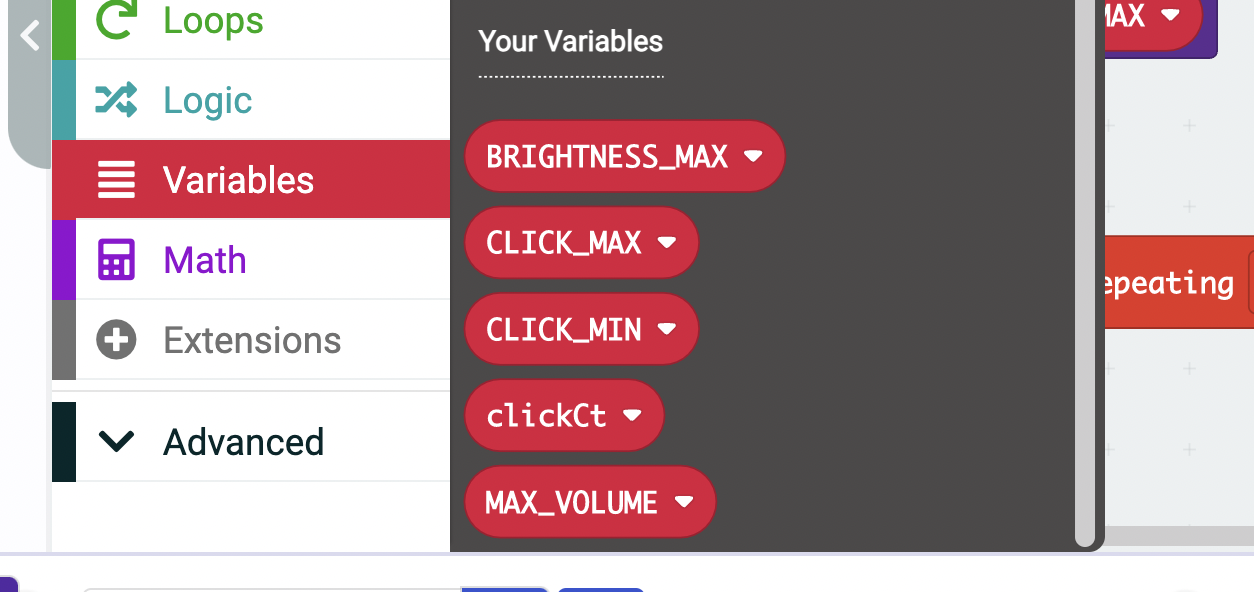 Loops
Logic
Variables
Math
Extensions
Advanced
Your Variables
BRIGHTNESS_MAX
CLICK_MAX
CLICK_MIN
clickCt
MAX_VOLUME
MAX
epeating